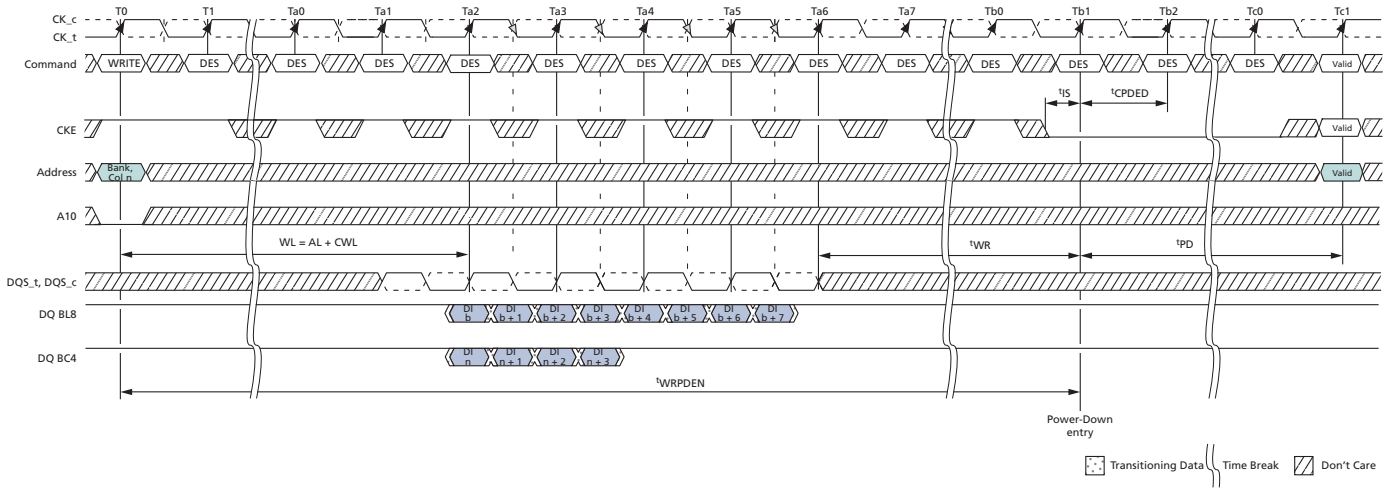 T0 T1 Ta0 Ta1 Ta2 Ta3 Ta4 Ta5 Ta6 Ta7 Tb0 Tb1 Tb2 Tc0 Tc1
CK_c
CK_t
Command WRITE DES DES DES DES DES DES DES DES DES DES DES DES DES Valid
tIS tCPDED
CKE Valid
Address Bank, Col n Valid
A10
WL = AL + CWL tWR tPD
DQS_t, DQS_c
DQ BL8 DI b DI b + 1 DI b + 2 DI b + 3 DI b + 4 DI b + 5 DI b + 6 DI b + 7
DQ BC4 DI n DI n + 1 DI n + 2 DI n + 3
tWRPDEN
Power-Down
entry
Transitioning Data Time Break Don't Care